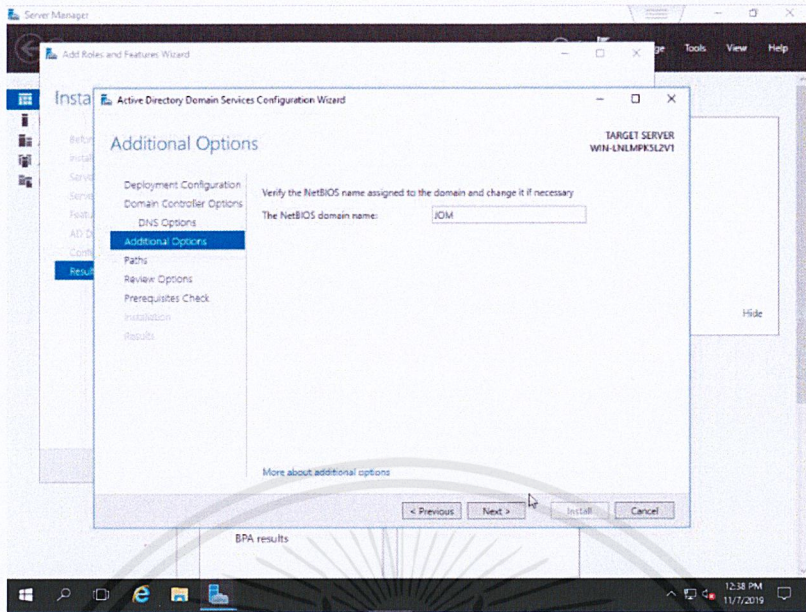 Server Manager
Tools View Help
Add Roles and Features Wizard
Insta
Active Directory Domain Services Configuration Wizard
Additional Options
TARGET SERVER
WIN-LNLMPK5L2V1
Deployment Configuration
Domain Controller Options
DNS Options
Additional Options
Paths
Review Options
Prerequisites Check
Installation
Results
Verify the NetBIOS name assigned to the domain and change it if necessary
The NetBIOS domain name: JOM
More about additional options
Hide
< Previous Next > Install Cancel
BPA results
12:38 PM
11/7/2019